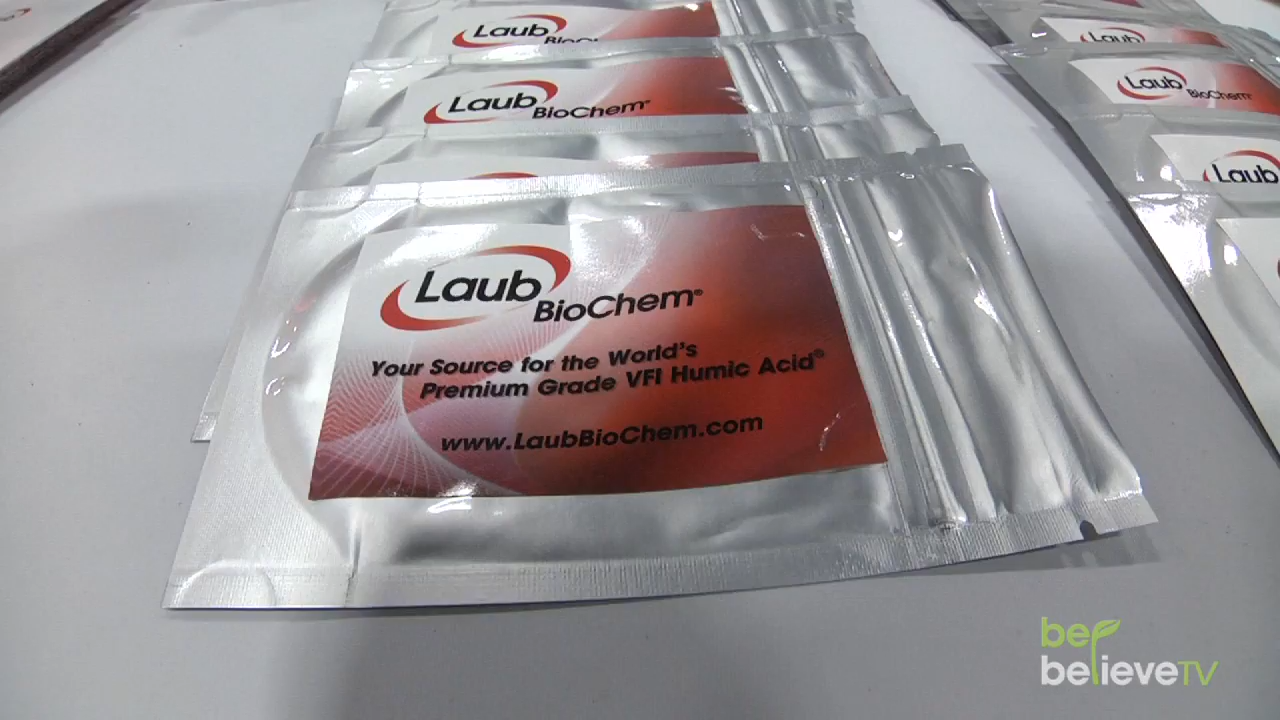 Laub
Laub
BioChem®
Laub
BioChem®
Your Source for the World's
Premium Grade VFI Humic Acid®
www.LaubBioChem.com
Laub
Laub
BioChem®
Laub
be
believeTV